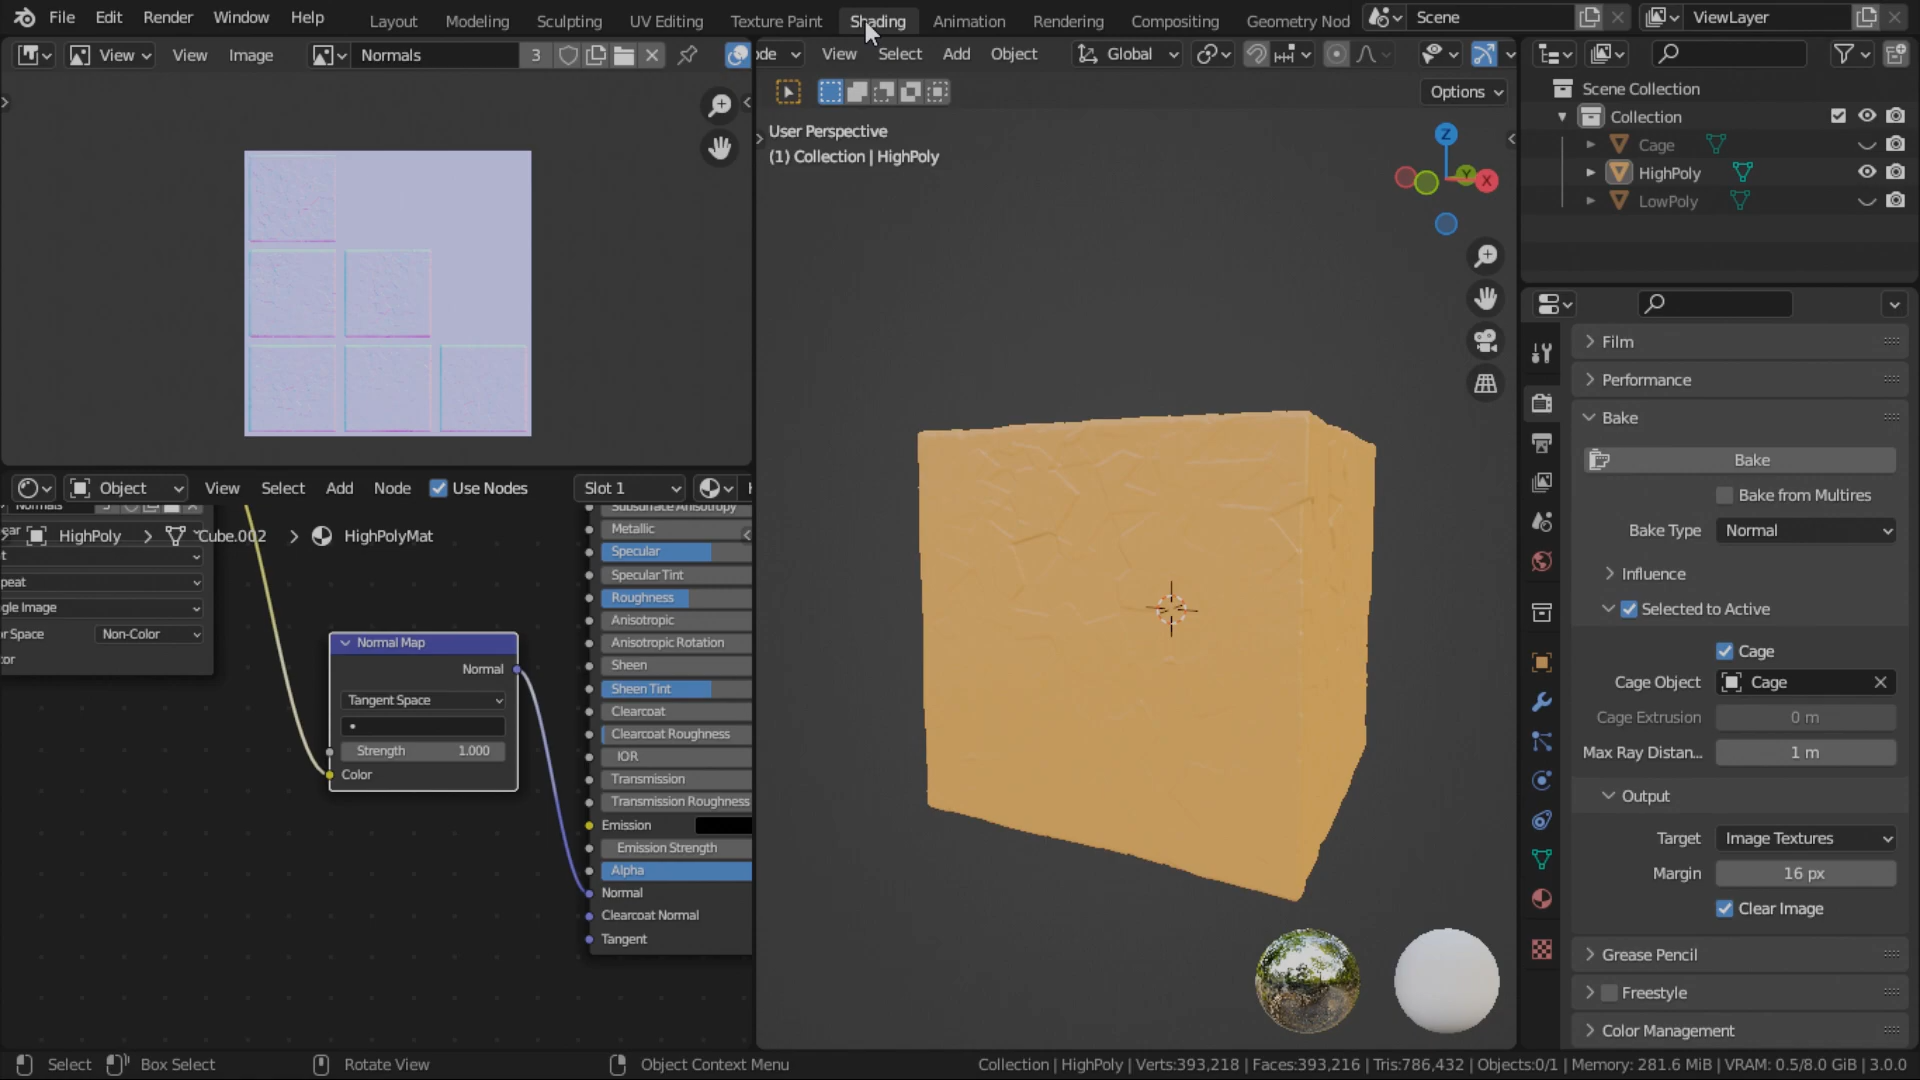 File Edit Render Window Help Layout Modeling Sculpting UV Editing Texture Paint Shading Animation Rendering Compositing Geometry Nod Scene ViewLayer
View View Image Normals 3
ode View Select Add Object Global
Options
User Perspective
(1) Collection | HighPoly
Z
Y
X
Scene Collection
Collection
Cage
HighPoly
LowPoly
Film
Performance
Bake
Bake
Bake from Multires
Bake Type Normal
Influence
Selected to Active
Cage
Cage Object Cage
Cage Extrusion 0 m
Max Ray Distan... 1 m
Output
Target Image Textures
Margin 16 px
Clear Image
Grease Pencil
Freestyle
Color Management
Object View Select Add Node Use Nodes Slot 1
Normals 3
HighPoly Cube.002 HighPolyMat
ear
t
peat
gle Image
r Space Non-Color
tor
Normal Map
Normal
Tangent Space
Strength 1.000
Color
Subsurface Anisotropy
Metallic
Specular
Specular Tint
Roughness
Anisotropic
Anisotropic Rotation
Sheen
Sheen Tint
Clearcoat
Clearcoat Roughness
IOR
Transmission
Transmission Roughness
Emission
Emission Strength
Alpha
Normal
Clearcoat Normal
Tangent
Select Box Select Rotate View Object Context Menu Collection | HighPoly | Verts:393,218 | Faces:393,216 | Tris:786,432 | Objects:0/1 | Memory: 281.6 MiB | VRAM: 0.5/8.0 GiB | 3.0.0